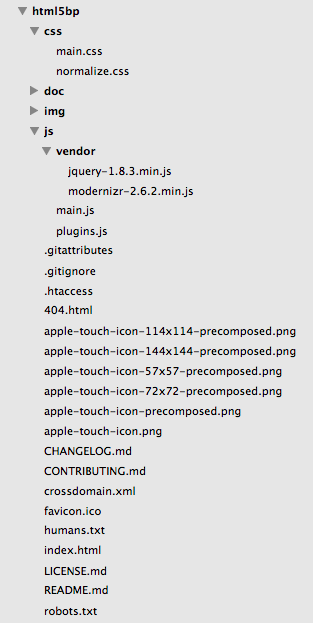 html5bp
css
main.css
normalize.css
doc
img
js
vendor
jquery-1.8.3.min.js
modernizr-2.6.2.min.js
main.js
plugins.js
.gitattributes
.gitignore
.htaccess
404.html
apple-touch-icon-114x114-precomposed.png
apple-touch-icon-144x144-precomposed.png
apple-touch-icon-57x57-precomposed.png
apple-touch-icon-72x72-precomposed.png
apple-touch-icon-precomposed.png
apple-touch-icon.png
CHANGELOG.md
CONTRIBUTING.md
crossdomain.xml
favicon.ico
humans.txt
index.html
LICENSE.md
README.md
robots.txt